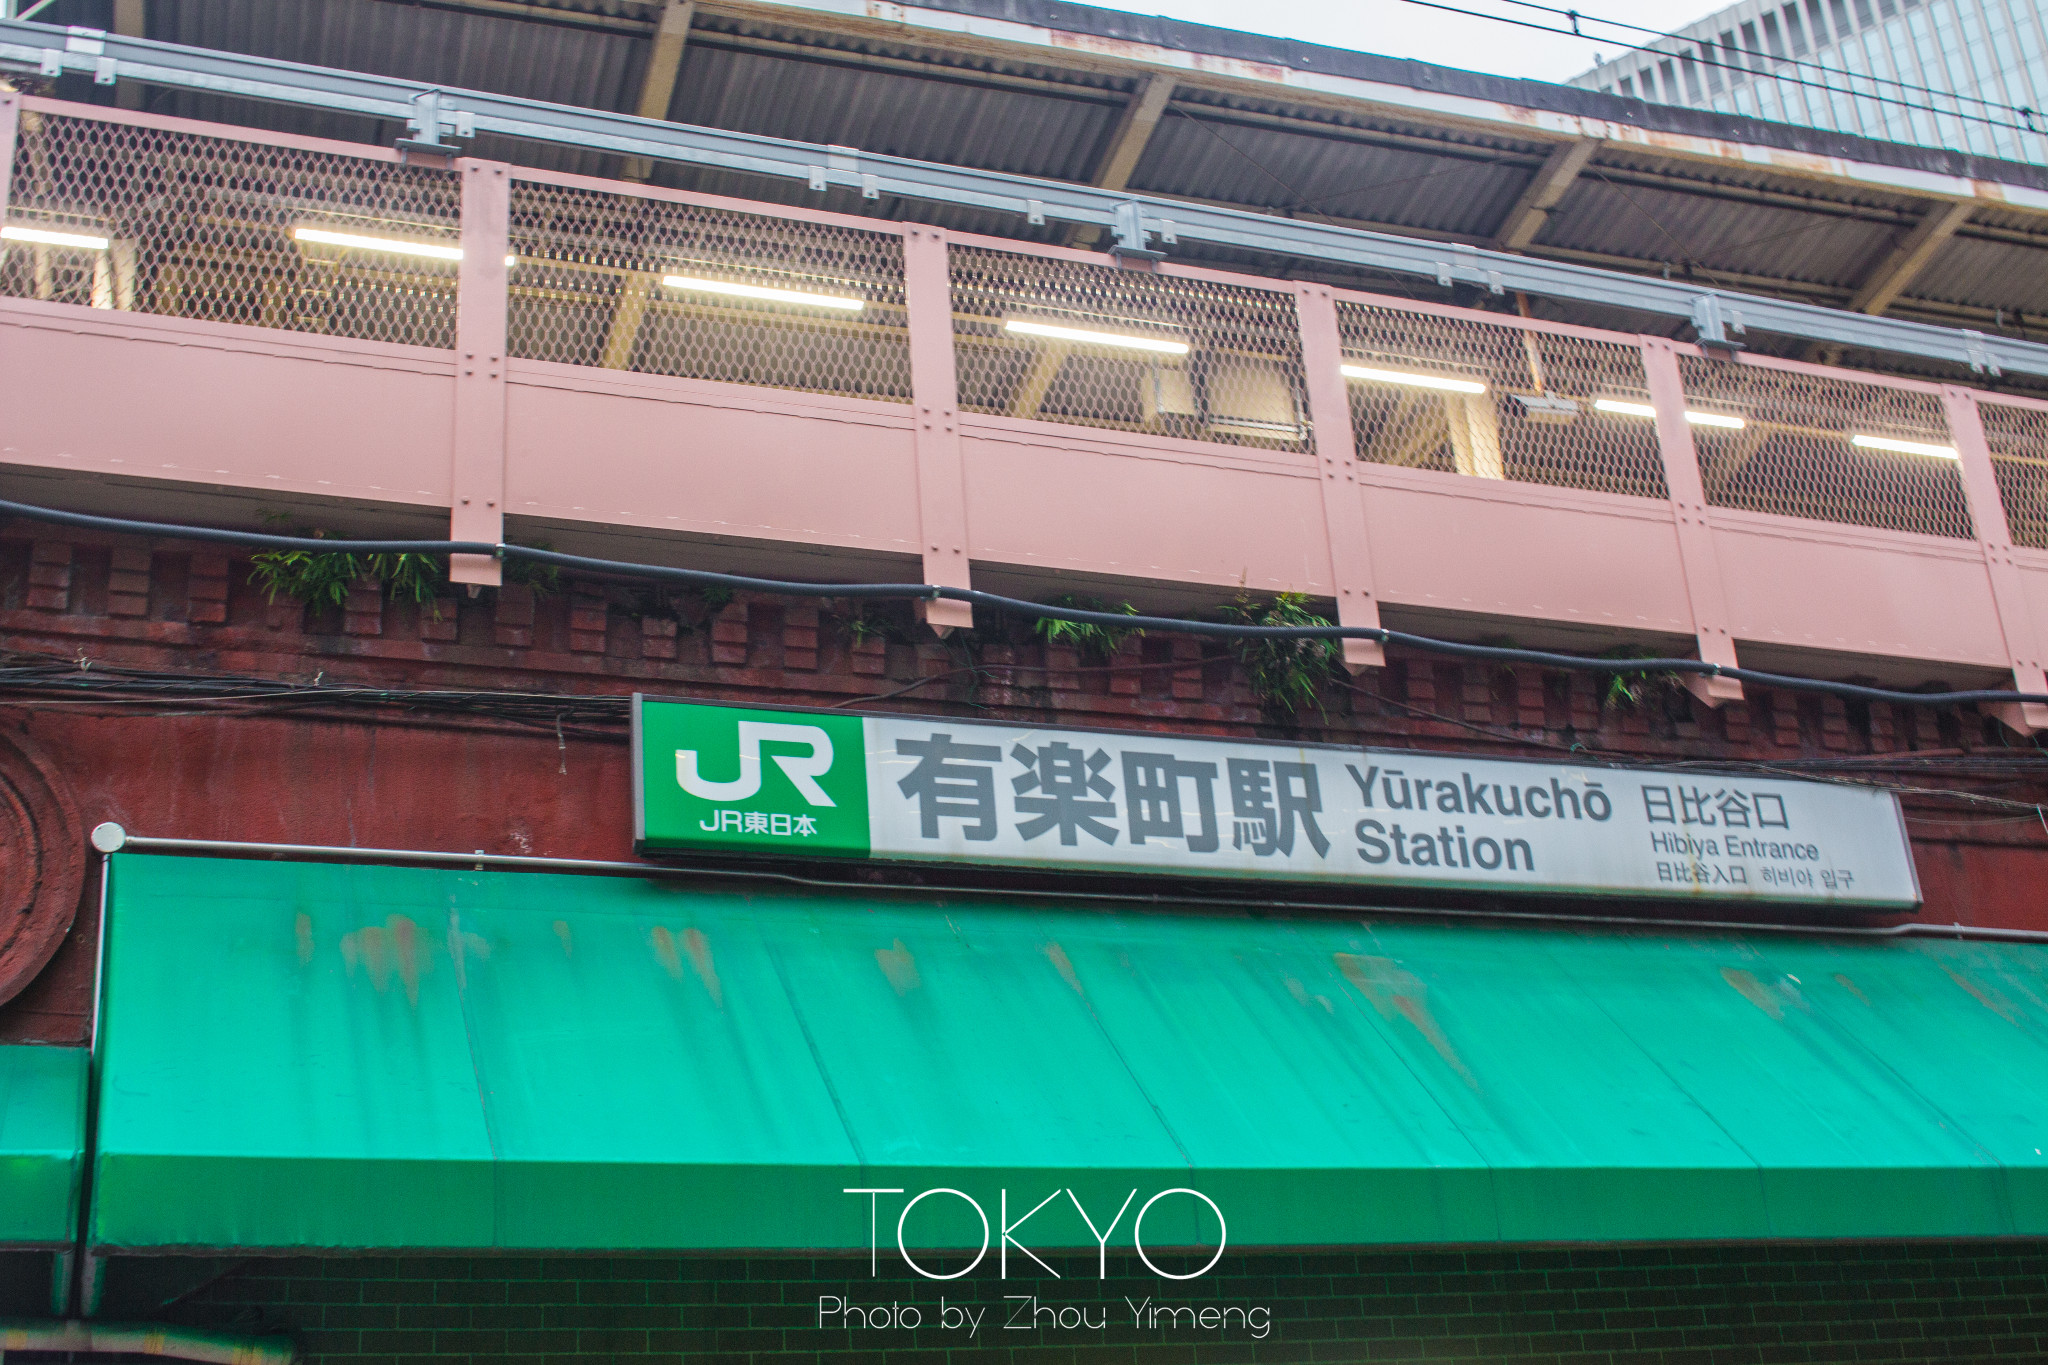 JR
JR東日本
有楽町駅
Yūrakuchō
Station
日比谷口
Hibiya Entrance
日比谷入口 히비야 입구
TOKYO
Photo by Zhou Yimeng